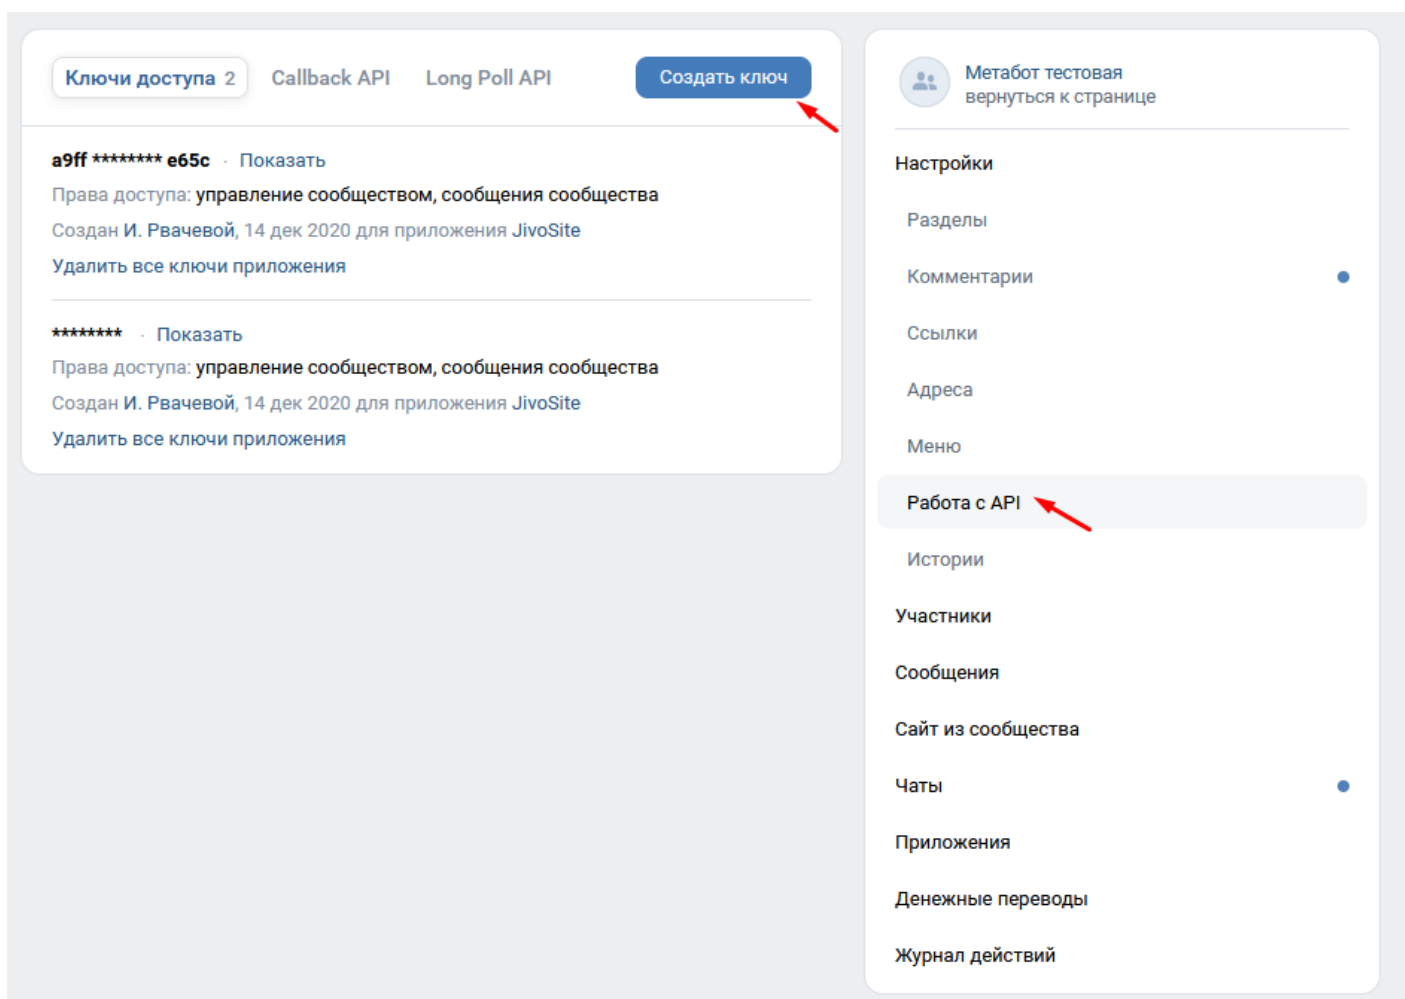 Ключи доступа 2 Callback API Long Poll API Создать ключ
a9ff ******** e65c · Показать
Права доступа: управление сообществом, сообщения сообщества
Создан И. Рвачевой, 14 дек 2020 для приложения JivoSite
Удалить все ключи приложения
******** · Показать
Права доступа: управление сообществом, сообщения сообщества
Создан И. Рвачевой, 14 дек 2020 для приложения JivoSite
Удалить все ключи приложения
Метабот тестовая
вернуться к странице
Настройки
Разделы
Комментарии
Ссылки
Адреса
Меню
Работа с API
Истории
Участники
Сообщения
Сайт из сообщества
Чаты
Приложения
Денежные переводы
Журнал действий